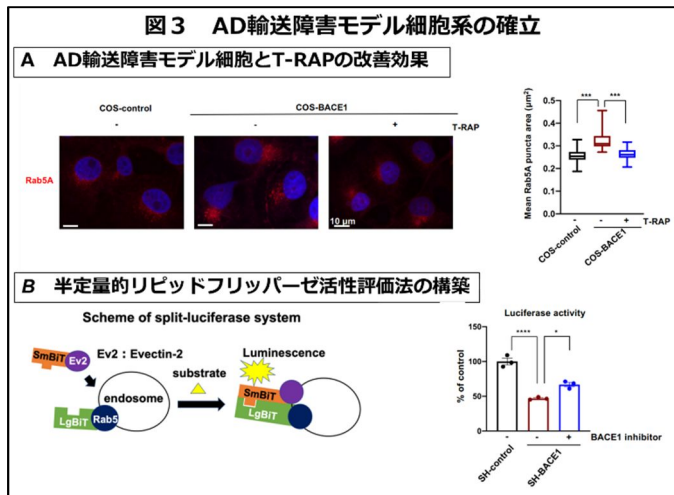 図３　AD輸送障害モデル細胞系の確立
A　AD輸送障害モデル細胞とT-RAPの改善効果
COS-control
COS-BACE1
-
-
+
T-RAP
Rab5A
10 μm
***
***
Mean Rab5A puncta area (μm²)
0.5
0.4
0.3
0.2
0.1
0.0
-
-
+
T-RAP
COS-control
COS-BACE1
B　半定量的リピッドフリッパーゼ活性評価法の構築
Scheme of split-luciferase system
SmBiT
Ev2
Ev2：Evectin-2
endosome
LgBiT
Rab5
substrate
Luminescence
SmBiT
LgBiT
Luciferase activity
****
*
% of control
150
100
50
0
-
-
+
BACE1 inhibitor
SH-control
SH-BACE1